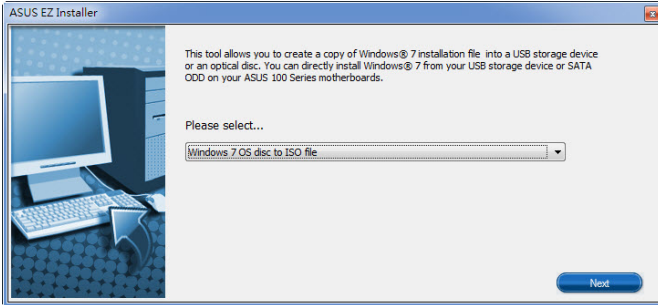 ASUS EZ Installer
This tool allows you to create a copy of Windows® 7 installation file into a USB storage device
or an optical disc. You can directly install Windows® 7 from your USB storage device or SATA
ODD on your ASUS 100 Series motherboards.
Please select...
Windows 7 OS disc to ISO file
Next